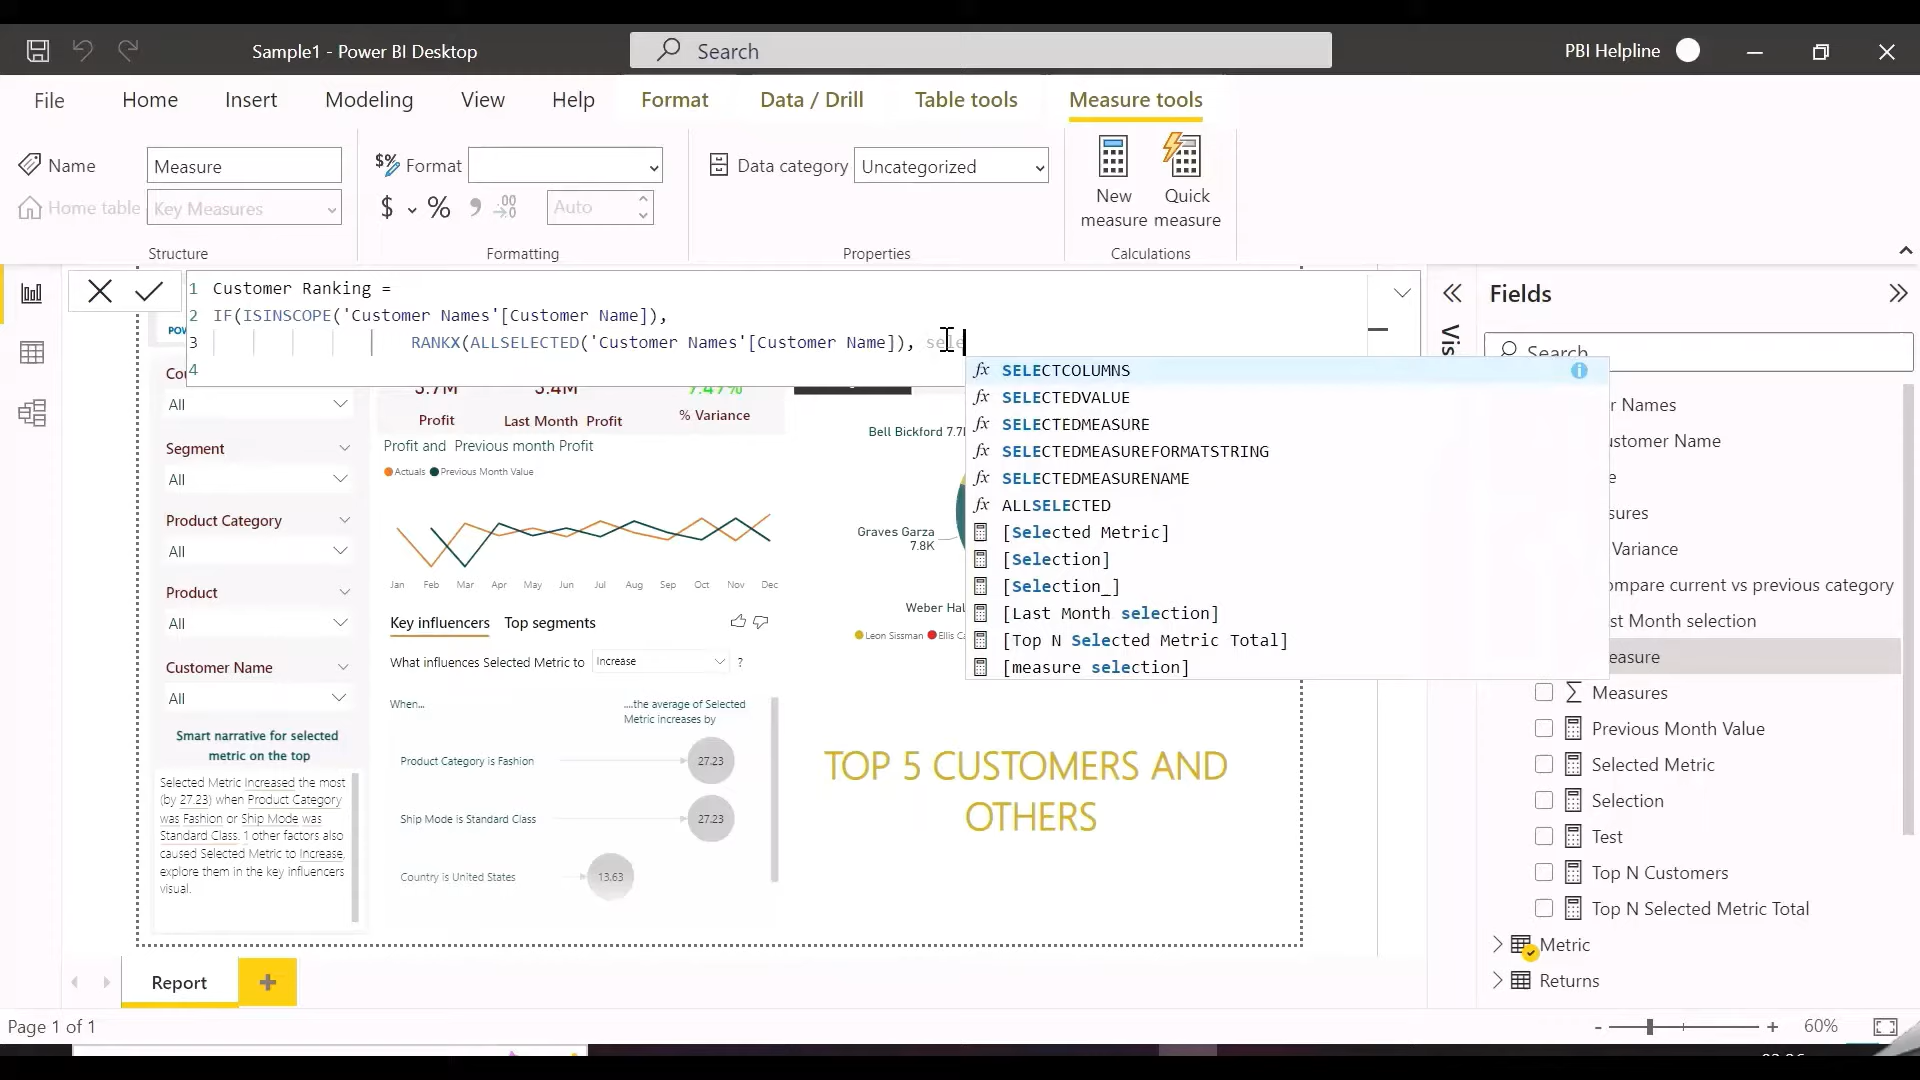 Sample1 - Power BI Desktop
Search
PBI Helpline
File
Home
Insert
Modeling
View
Help
Format
Data / Drill
Table tools
Measure tools
Name
Measure
Home table
Key Measures
Structure
$%
Format
$
%
Auto
Formatting
Data category
Uncategorized
Properties
New
measure
Quick
measure
Calculations
1 Customer Ranking =
2 IF(ISINSCOPE('Customer Names'[Customer Name]),
3 RANKX(ALLSELECTED('Customer Names'[Customer Name]), sele
4
SELECTCOLUMNS
SELECTEDVALUE
SELECTEDMEASURE
SELECTEDMEASUREFORMATSTRING
SELECTEDMEASURENAME
ALLSELECTED
[Selected Metric]
[Selection]
[Selection_]
[Last Month selection]
[Top N Selected Metric Total]
[measure selection]
All
Segment
All
Product Category
All
Product
All
Customer Name
All
Smart narrative for selected
metric on the top
Selected Metric Increased the most
(by 27.23) when Product Category
was Fashion or Ship Mode was
Standard Class. 1 other factors also
caused Selected Metric to Increase,
explore them in the key influencers
visual.
Profit
Last Month Profit
% Variance
Profit and Previous month Profit
Actuals
Previous Month Value
Jan Feb Mar Apr May Jun Jul Aug Sep Oct Nov Dec
Key influencers
Top segments
What influences Selected Metric to
Increase
?
When...
....the average of Selected
Metric increases by
Product Category is Fashion
27.23
Ship Mode is Standard Class
27.23
Country is United States
13.63
Bell Bickford
Graves Garza
7.8K
Weber
Leon Sissman
TOP 5 CUSTOMERS AND
OTHERS
Fields
Search
Names
Name
Variance
compare current vs previous category
Month selection
Measures
Previous Month Value
Selected Metric
Selection
Test
Top N Customers
Top N Selected Metric Total
Metric
Returns
Report
+
Page 1 of 1
- +
60%